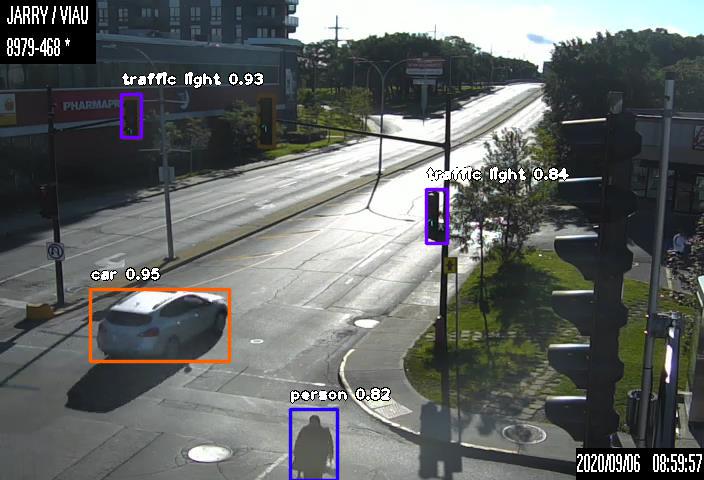 JARRY / VIAU
8979-468 *
traffic light 0.93
PHARMAPR
traffic light 0.84
car 0.95
person 0.82
2020/09/06 08:59:57